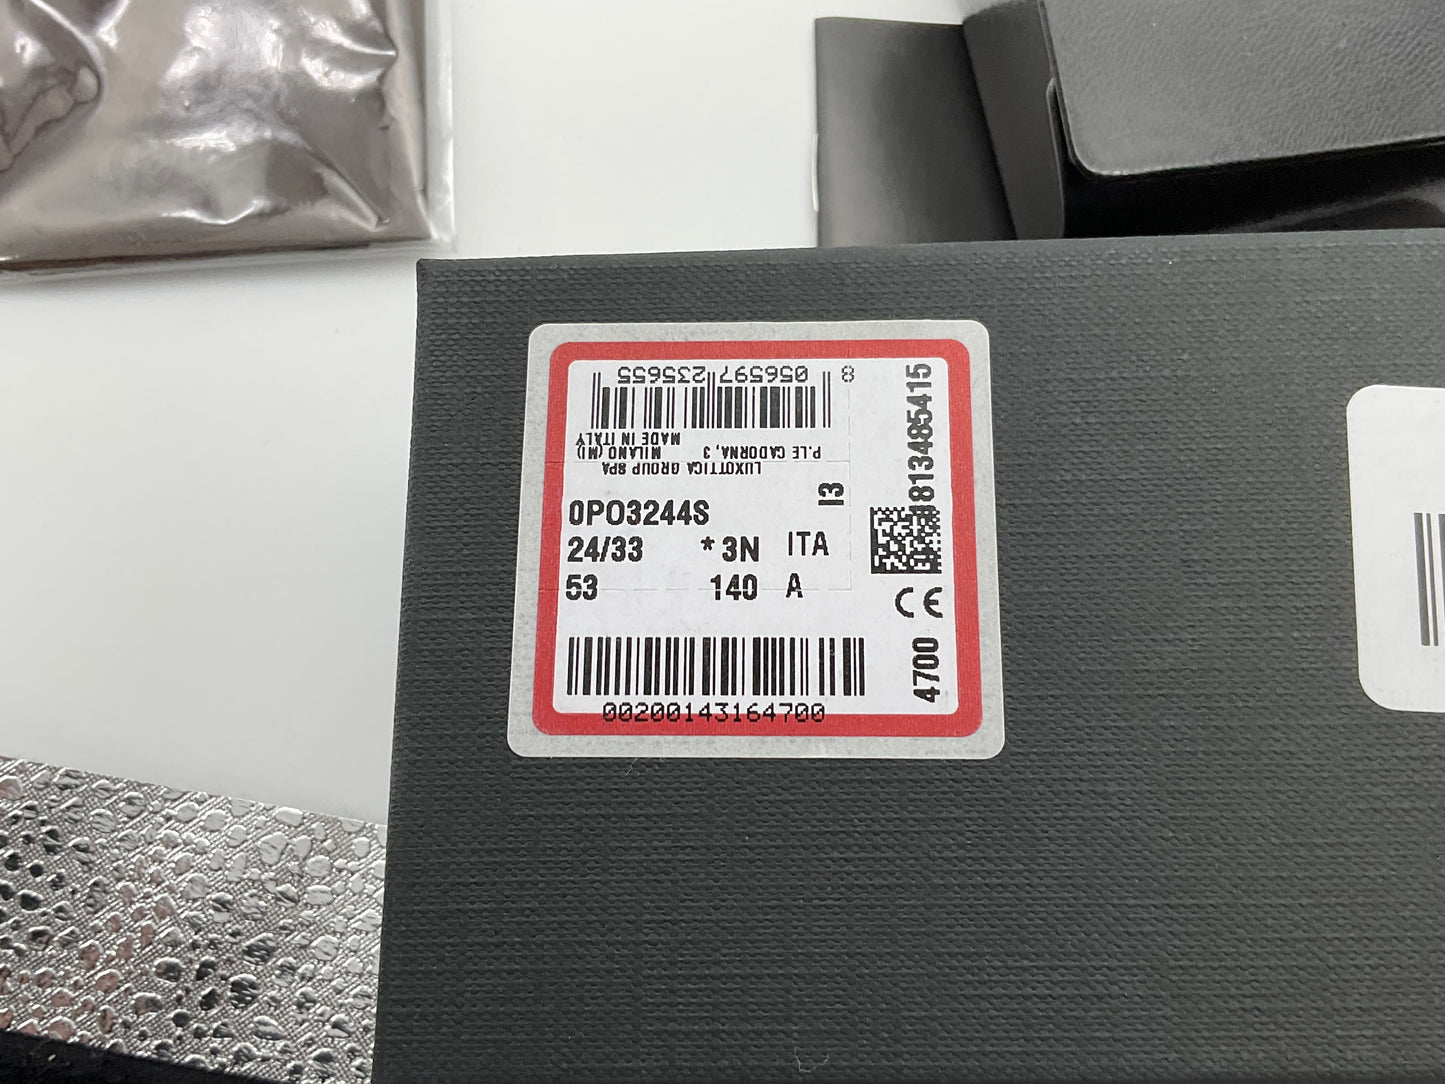 8 056597 235655
LUXOTTICA GROUP SPA
P.LE CADORNA, 3 MILANO (MI)
MADE IN ITALY
I3
0PO3244S
24/33 * 3N ITA
53 140 A
00200143164700
4813485415
CE
4700